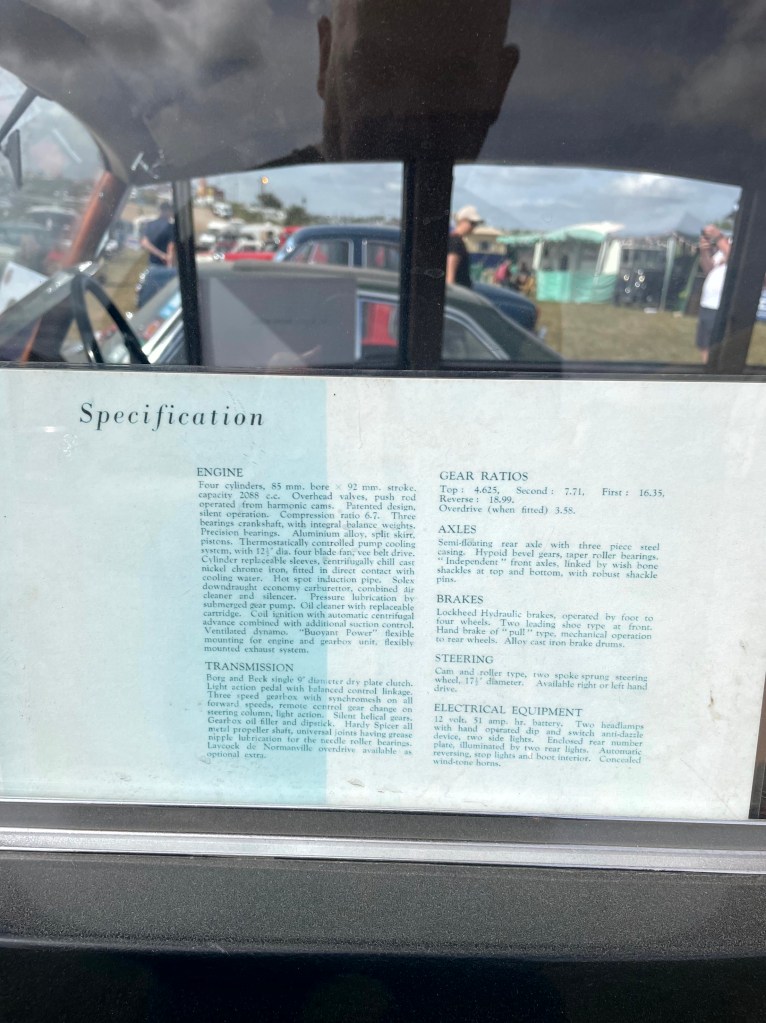 Specification
ENGINE
Four cylinders, 85 mm. bore × 92 mm. stroke,
capacity 2088 c.c. Overhead valves, push rod
operated from harmonic cams. Patented design,
silent operation. Compression ratio 6.7. Three
bearings crankshaft, with integral balance weights.
Precision bearings. Aluminium alloy, split skirt,
pistons. Thermostatically controlled pump cooling
system, with 12½" dia. four blade fan, vee belt drive.
Cylinder replaceable sleeves, centrifugally chill cast
nickel chrome iron, fitted in direct contact with
cooling water. Hot spot induction pipe. Solex
downdraught economy carburettor, combined air
cleaner and silencer. Pressure lubrication by
submerged gear pump. Oil cleaner with replaceable
cartridge. Coil ignition with automatic centrifugal
advance combined with additional suction control.
Ventilated dynamo. "Buoyant Power" flexible
mounting for engine and gearbox unit, flexibly
mounted exhaust system.
TRANSMISSION
Borg and Beck single 9" diameter dry plate clutch.
Light action pedal with balanced control linkage.
Three speed gearbox with synchromesh on all
forward speeds, remote control gear change on
steering column, light action. Silent helical gears.
Gearbox oil filler and dipstick. Hardy Spicer all
metal propeller shaft, universal joints having grease
nipple lubrication for the needle roller bearings.
Laycock de Normanville overdrive available as
optional extra.
GEAR RATIOS
Top : 4.625, Second : 7.71, First : 16.35,
Reverse : 18.99.
Overdrive (when fitted) 3.58.
AXLES
Semi-floating rear axle with three piece steel
casing. Hypoid bevel gears, taper roller bearings.
"Independent" front axles, linked by wish bone
shackles at top and bottom, with robust shackle
pins.
BRAKES
Lockheed Hydraulic brakes, operated by foot to
four wheels. Two leading shoe type at front.
Hand brake of "pull" type, mechanical operation
to rear wheels. Alloy cast iron brake drums.
STEERING
Cam and roller type, two spoke sprung steering
wheel, 17½" diameter. Available right or left hand
drive.
ELECTRICAL EQUIPMENT
12 volt, 51 amp. hr. battery. Two headlamps
with hand operated dip and switch anti-dazzle
device, two side lights. Enclosed rear number
plate, illuminated by two rear lights. Automatic
reversing, stop lights and boot interior. Concealed
wind-tone horns.